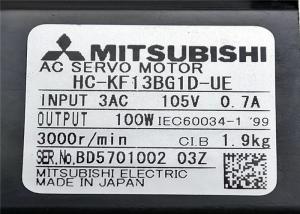 MITSUBISHI
AC SERVO MOTOR
HC-KF13BG1D-UE
INPUT 3AC 105V 0.7A
OUTPUT 100W IEC60034-1 '99
3000r/min CI.B 1.9kg
SER.No.BD5701002 03Z
MITSUBISHI ELECTRIC
MADE IN JAPAN